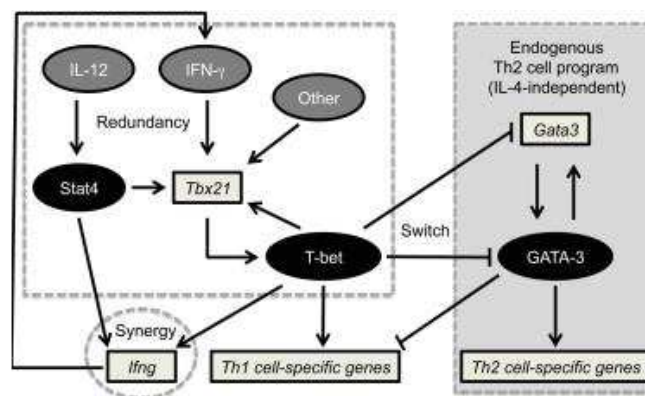 Endogenous
Th2 cell program
(IL-4-independent)
IL-12
IFN-γ
Other
Redundancy
Gata3
Stat4
Tbx21
Switch
T-bet
GATA-3
Synergy
Ifng
Th1 cell-specific genes
Th2 cell-specific genes